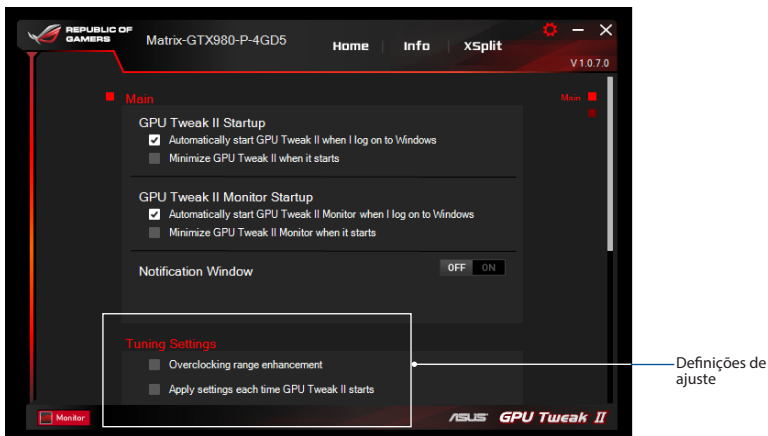 REPUBLIC OF
GAMERS
Matrix-GTX980-P-4GD5
Home
Info
XSplit
V 1.0.7.0
Main
Main
GPU Tweak II Startup
Automatically start GPU Tweak II when I log on to Windows
Minimize GPU Tweak II when it starts
GPU Tweak II Monitor Startup
Automatically start GPU Tweak II Monitor when I log on to Windows
Minimize GPU Tweak II Monitor when it starts
Notification Window
OFF ON
Tuning Settings
Overclocking range enhancement
Apply settings each time GPU Tweak II starts
Definições de
ajuste
Monitor
ASUS GPU Tweak II